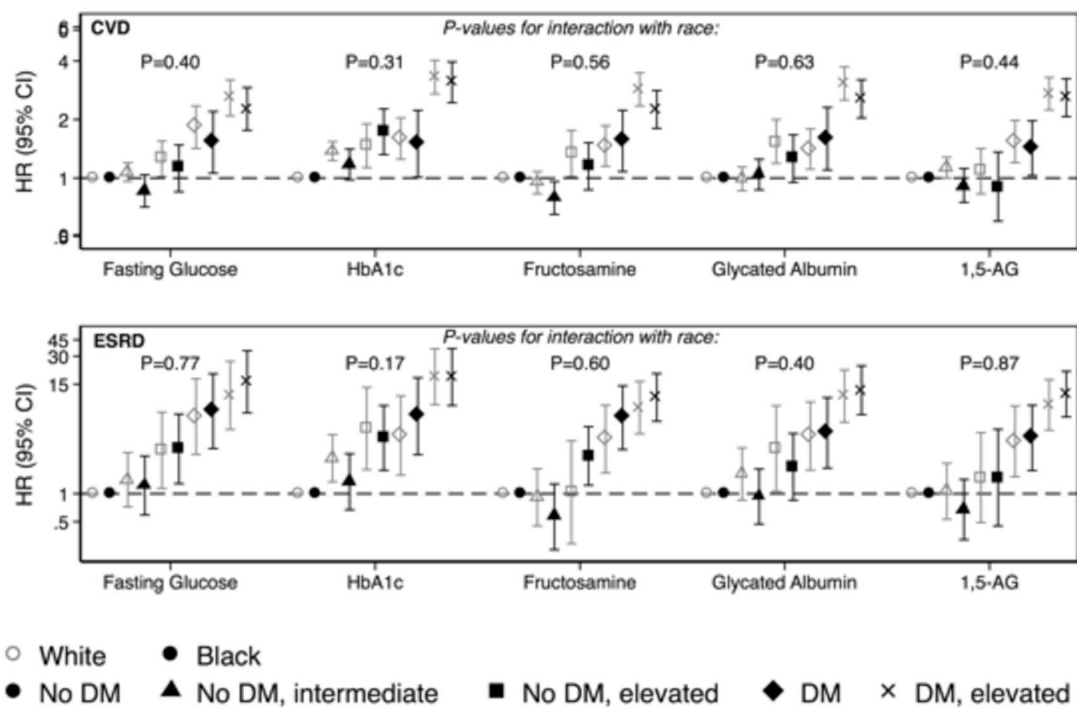 CVD
P-values for interaction with race:
P=0.40 P=0.31 P=0.56 P=0.63 P=0.44
4
2
1
HR (95% CI)
Fasting Glucose HbA1c Fructosamine Glycated Albumin 1,5-AG
ESRD
P-values for interaction with race:
P=0.77 P=0.17 P=0.60 P=0.40 P=0.87
45
30
15
1
.5
HR (95% CI)
Fasting Glucose HbA1c Fructosamine Glycated Albumin 1,5-AG
White Black
No DM No DM, intermediate No DM, elevated DM DM, elevated